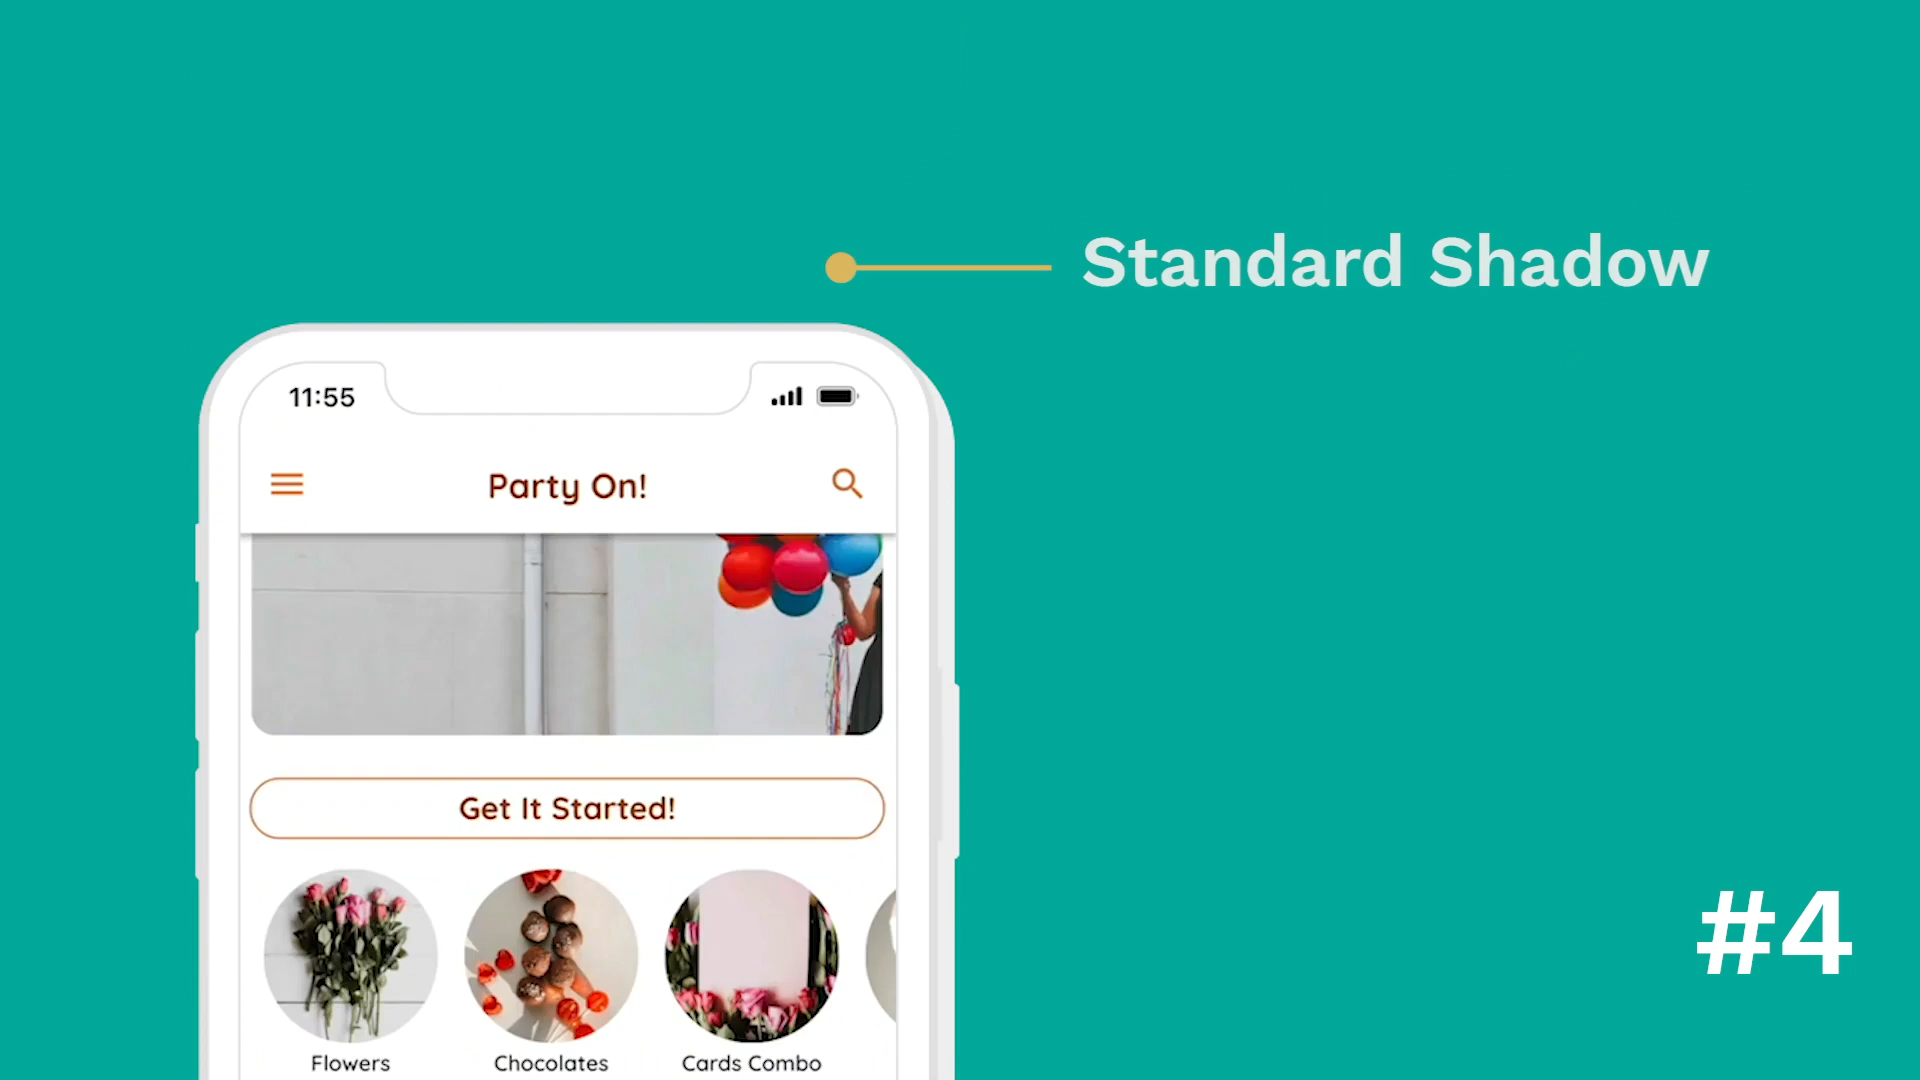 Standard Shadow
11:55
Party On!
Get It Started!
Flowers
Chocolates
Cards Combo
#4